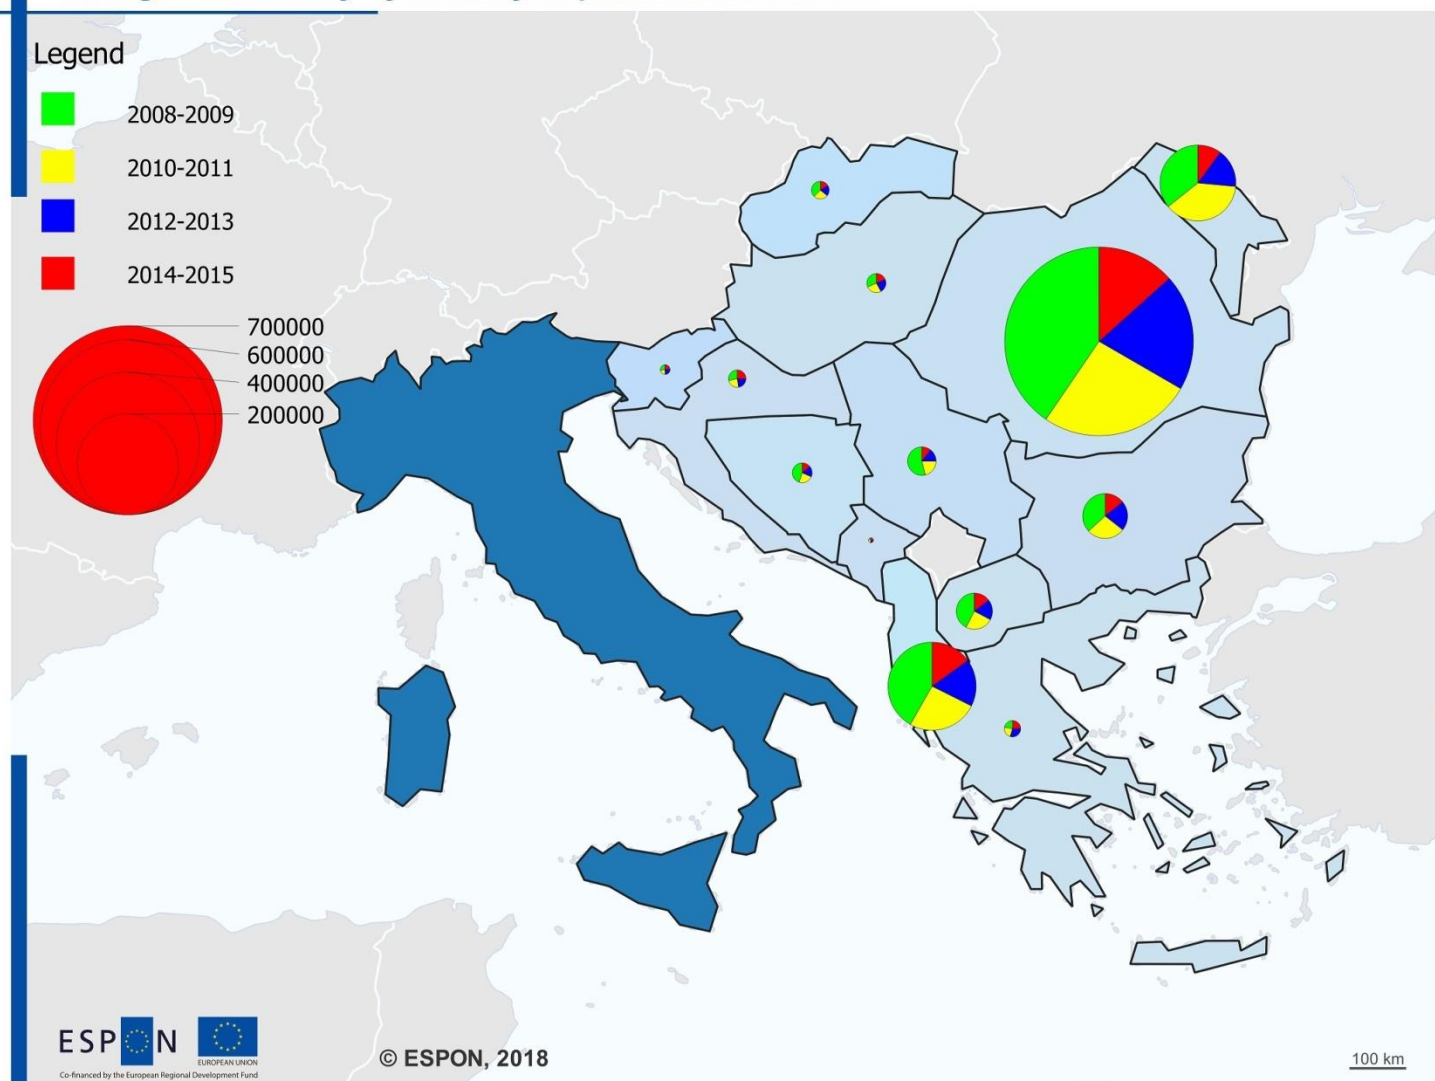 Legend
2008-2009
2010-2011
2012-2013
2014-2015
700000
600000
400000
200000
ESPON
EUROPEAN UNION
Co-financed by the European Regional Development Fund
© ESPON, 2018
100 km